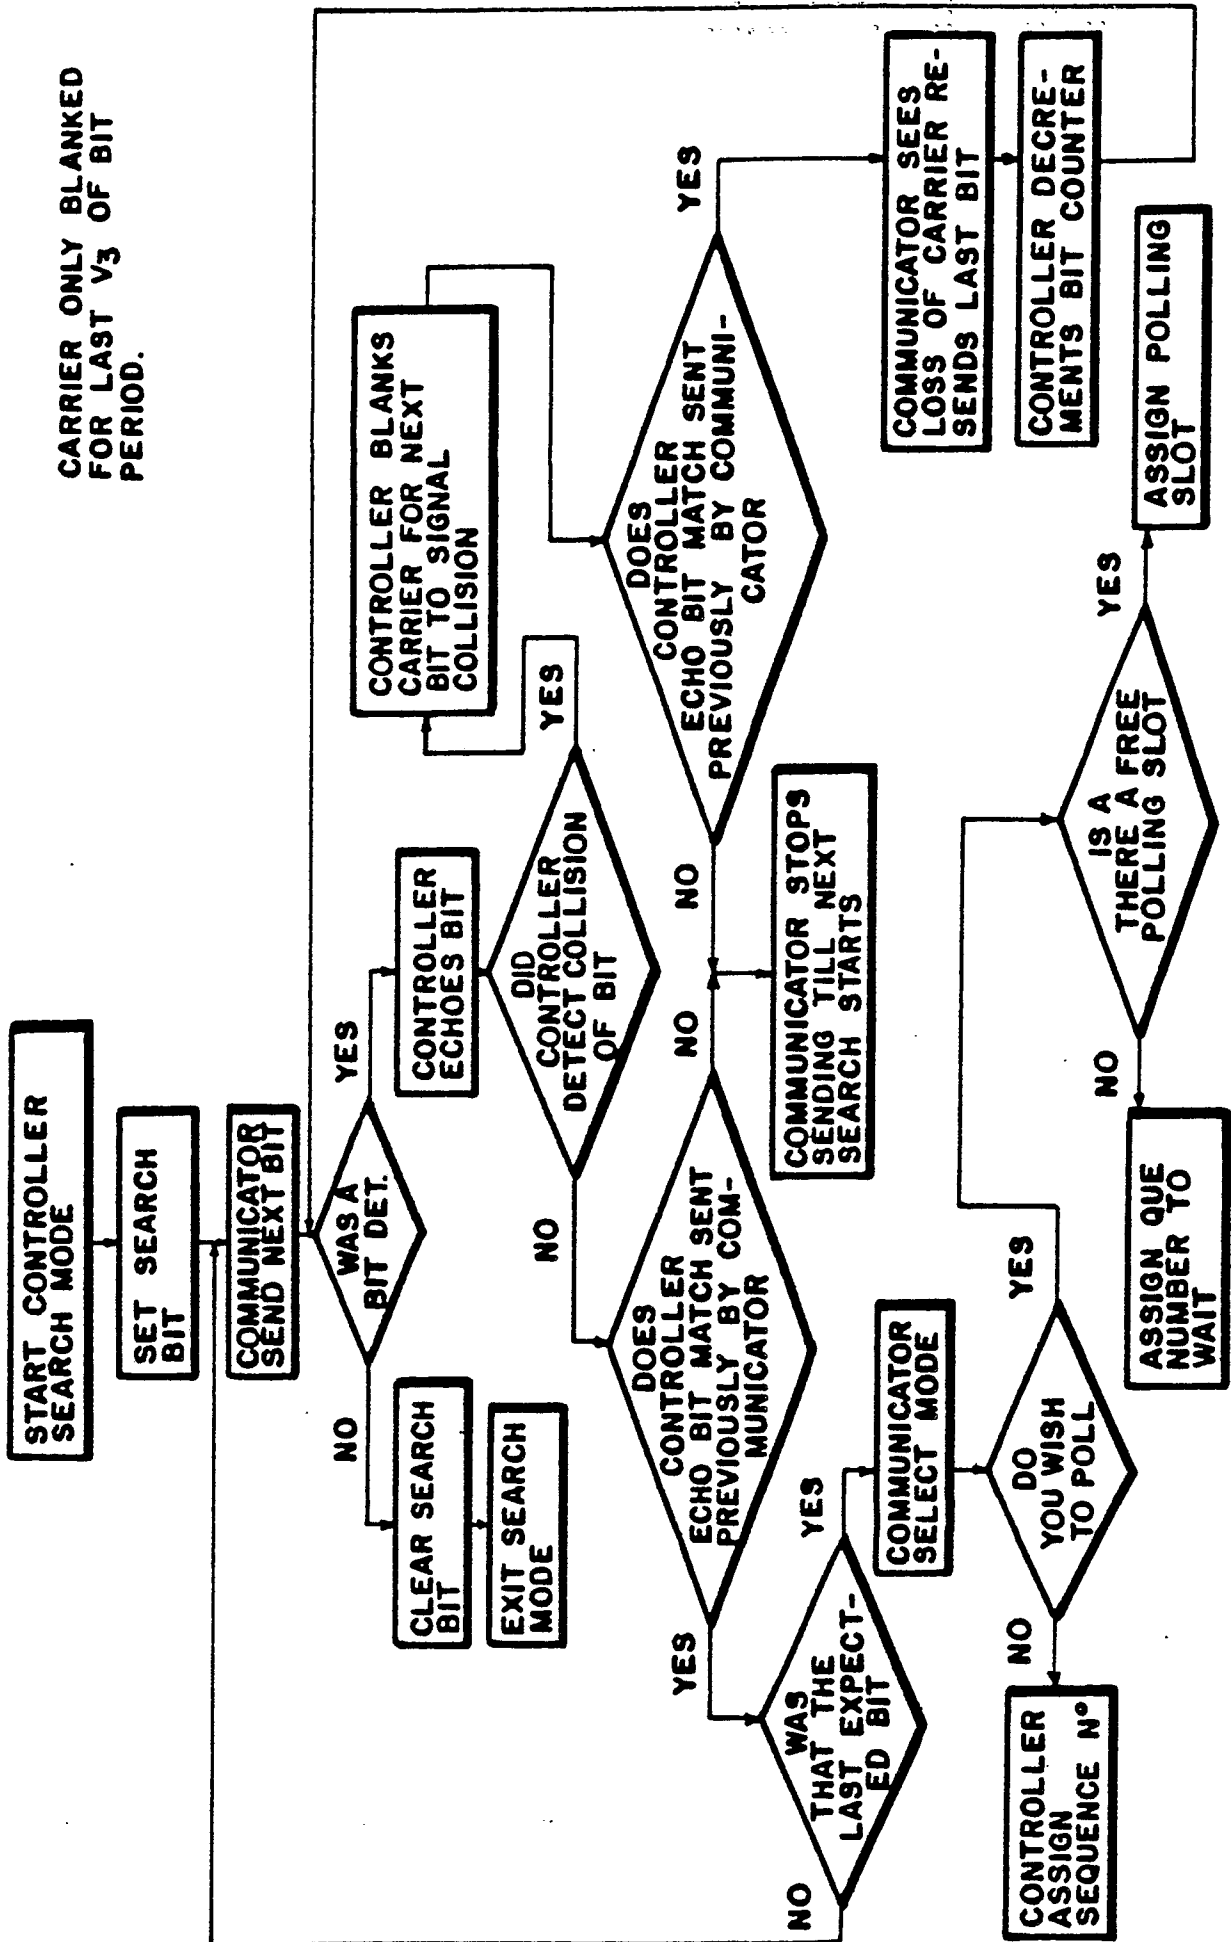 CARRIER ONLY BLANKED
FOR LAST V3 OF BIT
PERIOD.
START CONTROLLER
SEARCH MODE
SET SEARCH
BIT
COMMUNICATOR
SEND NEXT BIT
WAS A
BIT DET.
NO
YES
CLEAR SEARCH
BIT
EXIT SEARCH
MODE
CONTROLLER
ECHOES BIT
DID
CONTROLLER
DETECT COLLISION
OF BIT
NO
YES
CONTROLLER BLANKS
CARRIER FOR NEXT
BIT TO SIGNAL
COLLISION
DOES
CONTROLLER
ECHO BIT MATCH SENT
PREVIOUSLY BY COM-
MUNICATOR
YES
NO
DOES
CONTROLLER
ECHO BIT MATCH SENT
PREVIOUSLY BY COMMUNI-
CATOR
NO
YES
COMMUNICATOR STOPS
SENDING TILL NEXT
SEARCH STARTS
COMMUNICATOR SEES
LOSS OF CARRIER RE-
SENDS LAST BIT
CONTROLLER DECRE-
MENTS BIT COUNTER
WAS
THAT THE
LAST EXPECT-
ED BIT
NO
YES
COMMUNICATOR
SELECT MODE
DO
YOU WISH
TO POLL
NO
YES
CONTROLLER
ASSIGN
SEQUENCE Nº
IS A
THERE A FREE
POLLING SLOT
NO
YES
ASSIGN QUE
NUMBER TO
WAIT
ASSIGN POLLING
SLOT